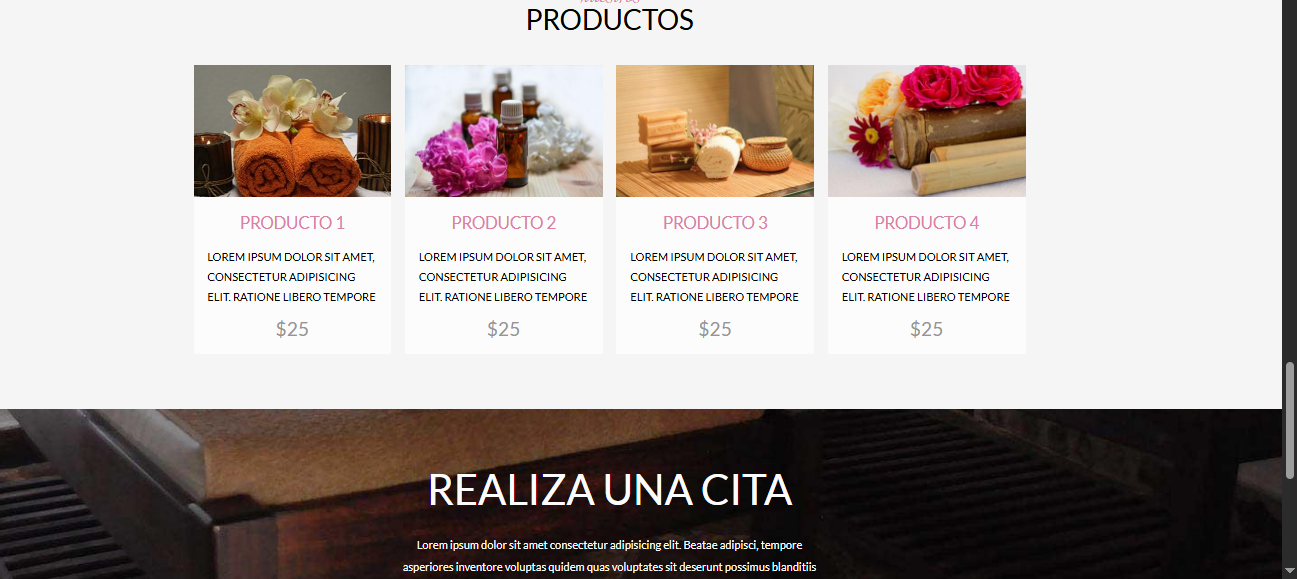 PRODUCTOS
PRODUCTO 1
LOREM IPSUM DOLOR SIT AMET,
CONSECTETUR ADIPISICING
ELIT. RATIONE LIBERO TEMPORE
$25
PRODUCTO 2
LOREM IPSUM DOLOR SIT AMET,
CONSECTETUR ADIPISICING
ELIT. RATIONE LIBERO TEMPORE
$25
PRODUCTO 3
LOREM IPSUM DOLOR SIT AMET,
CONSECTETUR ADIPISICING
ELIT. RATIONE LIBERO TEMPORE
$25
PRODUCTO 4
LOREM IPSUM DOLOR SIT AMET,
CONSECTETUR ADIPISICING
ELIT. RATIONE LIBERO TEMPORE
$25
REALIZA UNA CITA
Lorem ipsum dolor sit amet consectetur adipisicing elit. Beatae adipisci, tempore
asperiores inventore voluptas quidem quas voluptates sit deserunt possimus blanditiis